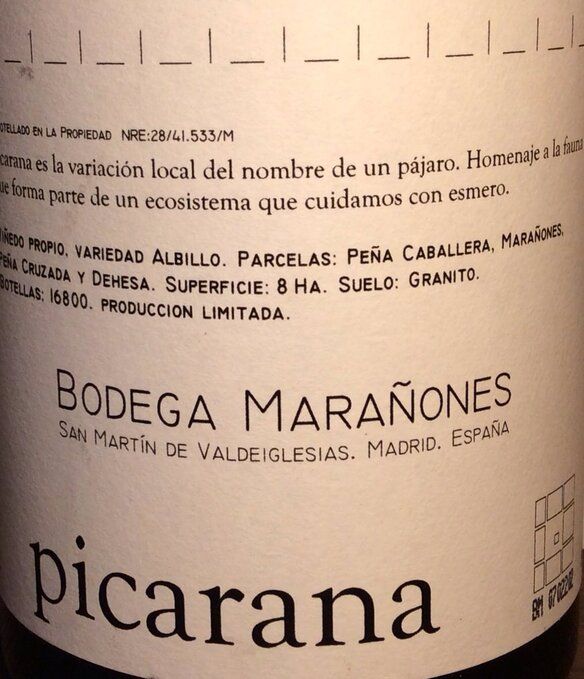 OTELLADO EN LA PROPIEDAD NRE:28/41.533/M
carana es la variación local del nombre de un pájaro. Homenaje a la fauna
ue forma parte de un ecosistema que cuidamos con esmero.
IÑEDO PROPIO, VARIEDAD ALBILLO. PARCELAS: PEÑA CABALLERA, MARAÑONES,
PEÑA CRUZADA Y DEHESA. SUPERFICIE: 8 HA. SUELO: GRANITO.
BOTELLAS: 16800. PRODUCCION LIMITADA.
BODEGA MARAÑONES
SAN MARTÍN DE VALDEIGLESIAS. MADRID. ESPAÑA
picarana